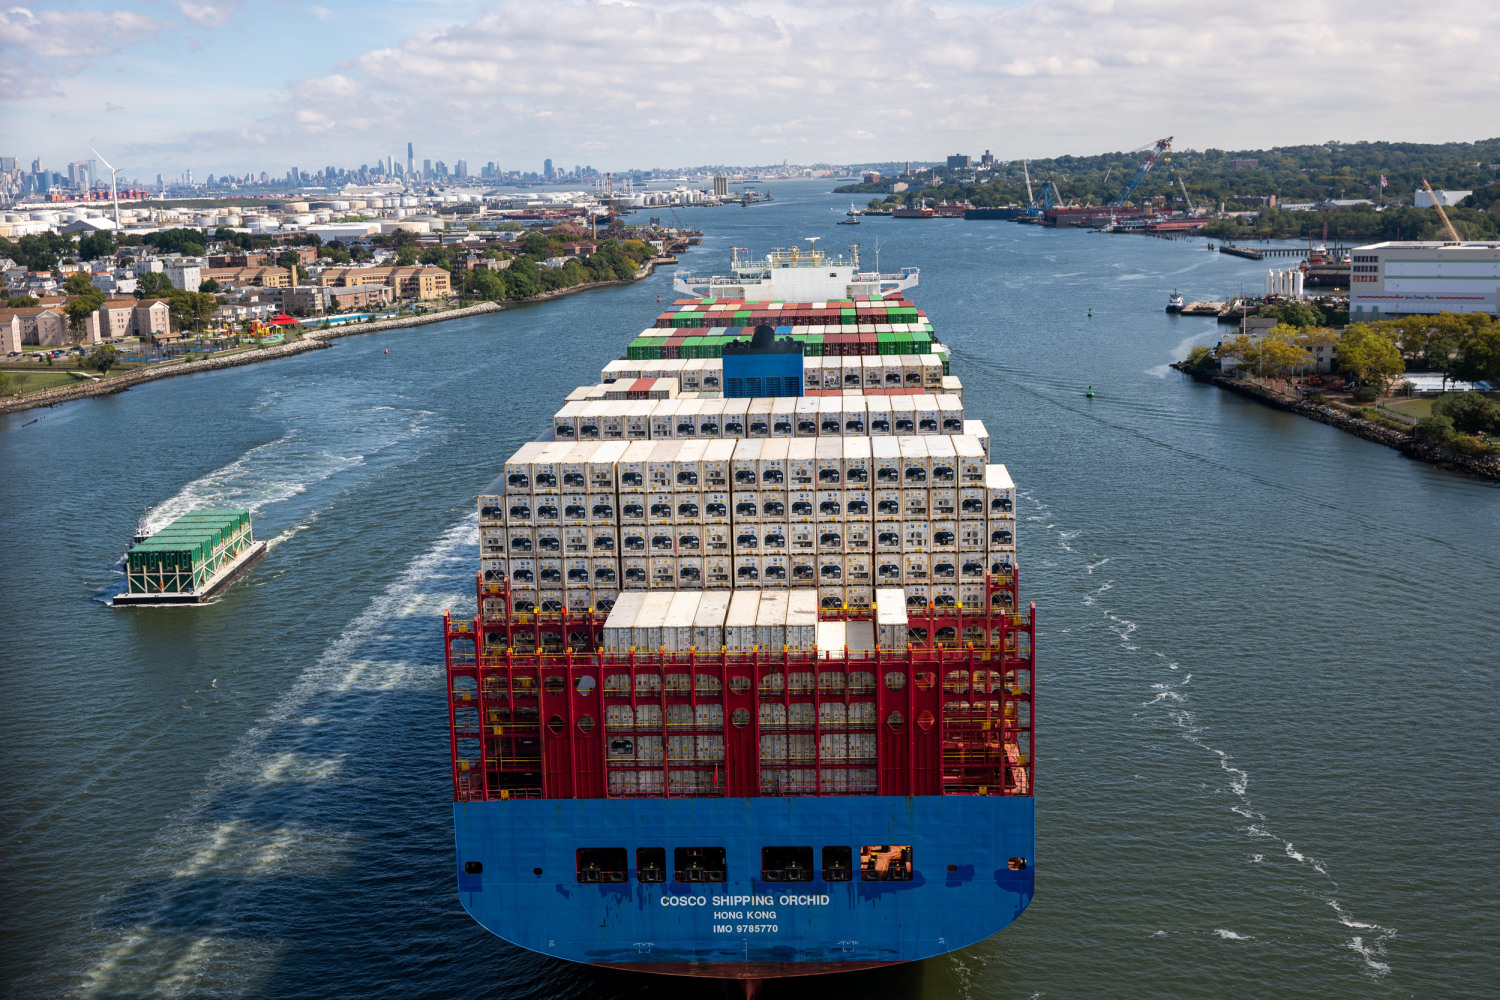 COSCO SHIPPING ORCHID
HONG KONG
IMO 9785770